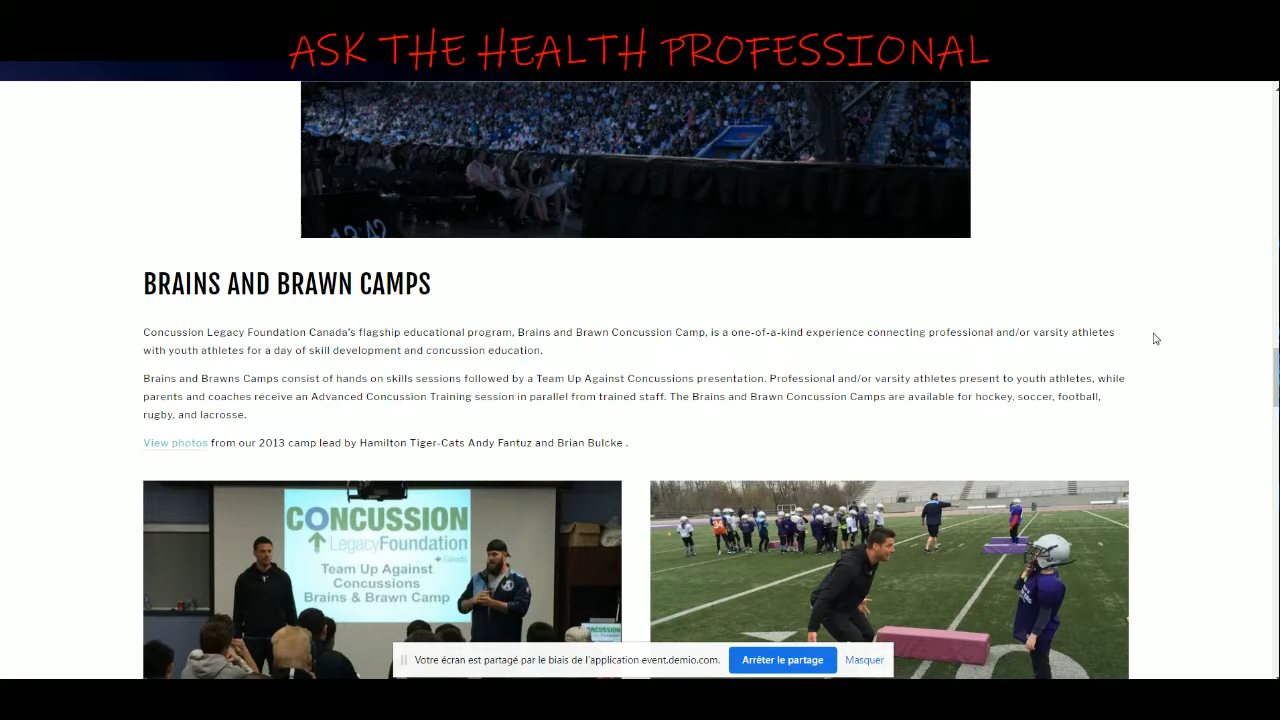 ASK THE HEALTH PROFESSIONAL
BRAINS AND BRAWN CAMPS
Concussion Legacy Foundation Canada's flagship educational program, Brains and Brawn Concussion Camp, is a one-of-a-kind experience connecting professional and/or varsity athletes
with youth athletes for a day of skill development and concussion education.
Brains and Brawns Camps consist of hands on skills sessions followed by a Team Up Against Concussions presentation. Professional and/or varsity athletes present to youth athletes, while
parents and coaches receive an Advanced Concussion Training session in parallel from trained staff. The Brains and Brawn Concussion Camps are available for hockey, soccer, football,
rugby, and lacrosse.
View photos from our 2013 camp lead by Hamilton Tiger-Cats Andy Fantuz and Brian Bulcke .
CONCUSSION
LegacyFoundation
Canada
Team Up Against
Concussions
Brains & Brawn Camp
Votre écran est partagé par le biais de l'application event.demio.com.
Arrêter le partage
Masquer